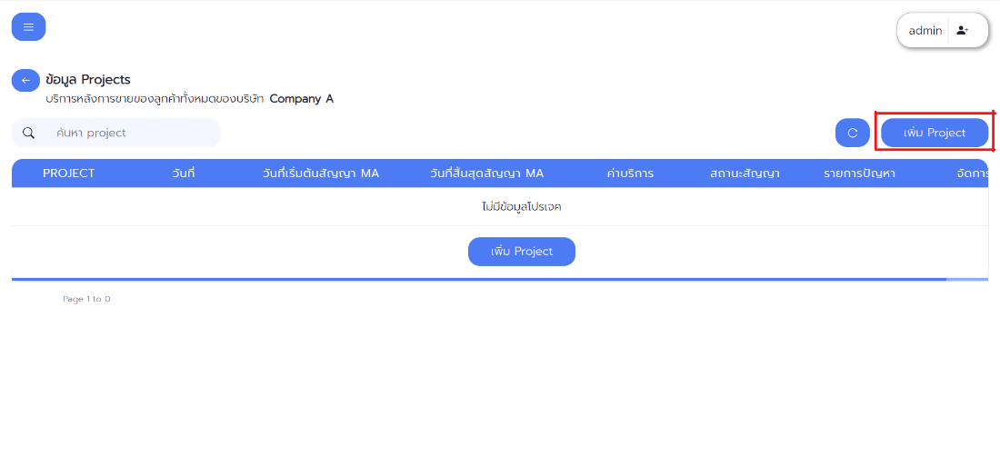 admin
ข้อมูล Projects
บริการหลังการขายของลูกค้าทั้งหมดของบริษัท Company A
ค้นหา project
เพิ่ม Project
PROJECT วันที่ วันที่เริ่มต้นสัญญา MA วันที่สิ้นสุดสัญญา MA ค่าบริการ สถานะสัญญา รายการปัญหา จัดการ
ไม่มีข้อมูลโปรเจค
เพิ่ม Project
Page 1 to 0